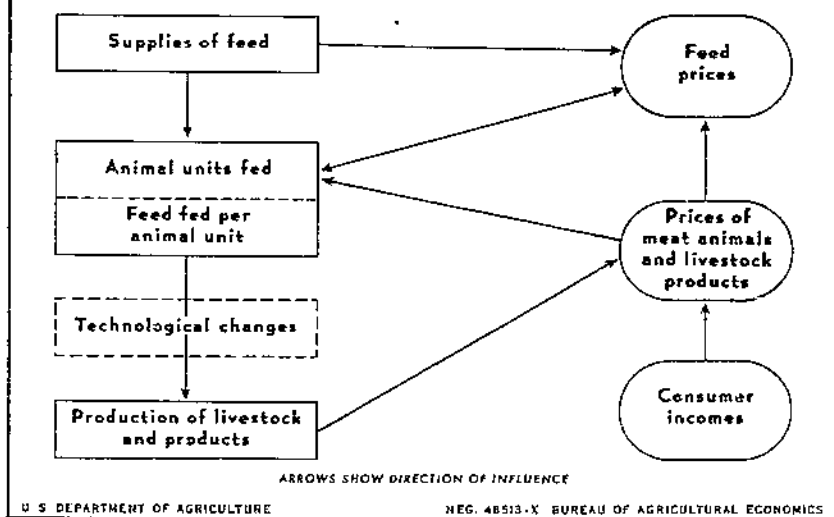 Supplies of feed
Feed
prices
Animal units fed
Feed fed per
animal unit
Prices of
meat animals
and livestock
products
Technological changes
Production of livestock
and products
Consumer
incomes
ARROWS SHOW DIRECTION OF INFLUENCE
U S DEPARTMENT OF AGRICULTURE
NEG. 48513-X BUREAU OF AGRICULTURAL ECONOMICS